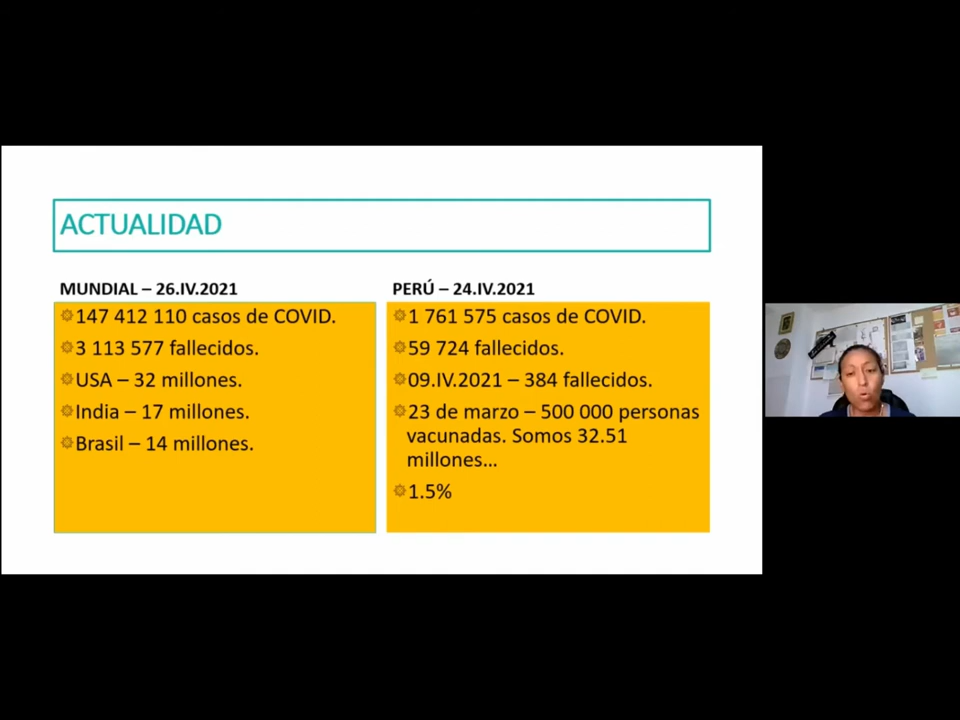 ACTUALIDAD
MUNDIAL – 26.IV.2021
147 412 110 casos de COVID.
3 113 577 fallecidos.
USA – 32 millones.
India – 17 millones.
Brasil – 14 millones.
PERÚ – 24.IV.2021
1 761 575 casos de COVID.
59 724 fallecidos.
09.IV.2021 – 384 fallecidos.
23 de marzo – 500 000 personas
vacunadas. Somos 32.51
millones...
1.5%